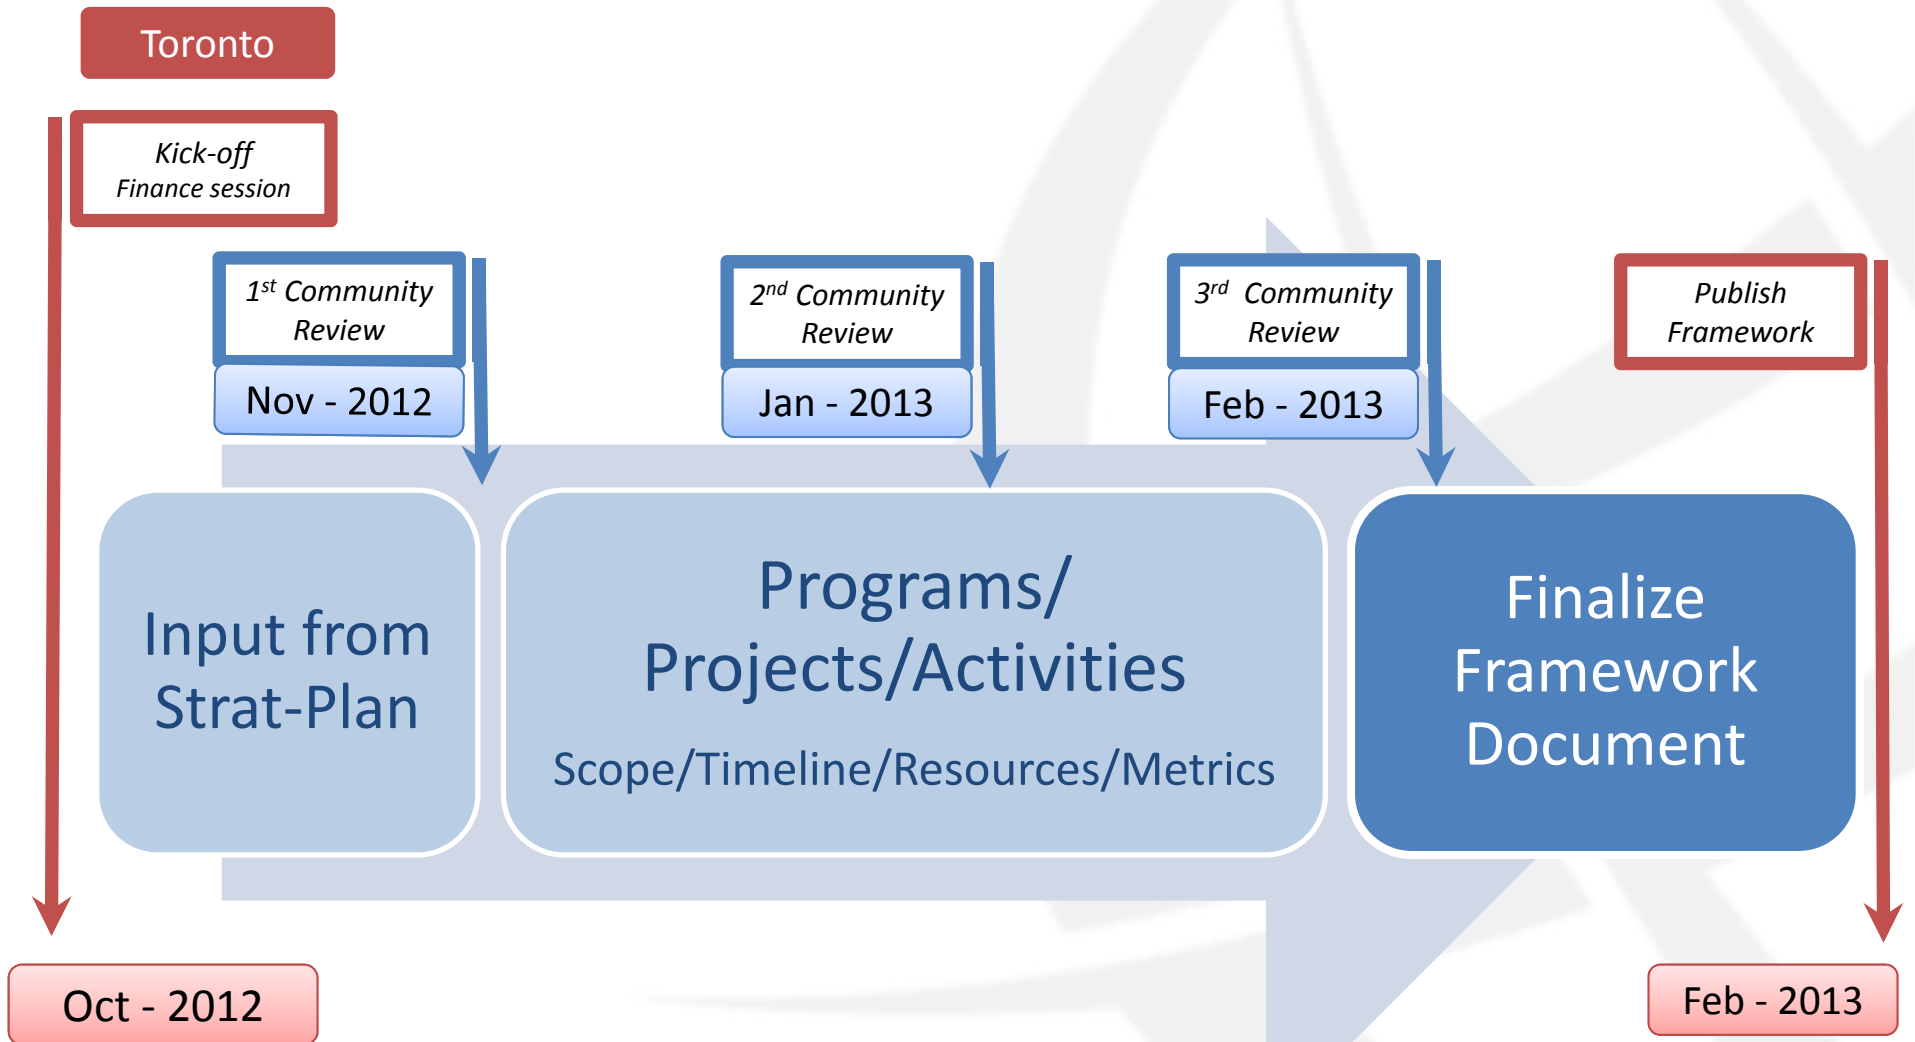 Toronto
Kick-off
Finance session
1st Community
Review
Nov - 2012
2nd Community
Review
Jan - 2013
3rd Community
Review
Feb - 2013
Publish
Framework
Input from
Strat-Plan
Programs/
Projects/Activities
Scope/Timeline/Resources/Metrics
Finalize
Framework
Document
Oct - 2012
Feb - 2013